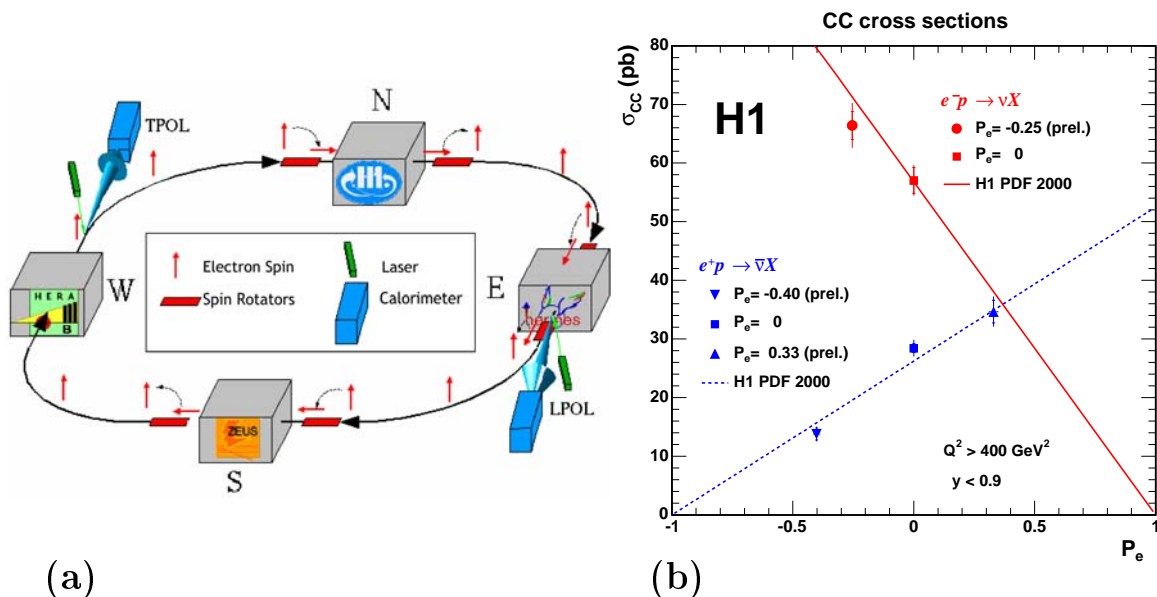 TPOL
N
H1
W
HERA
B
Electron Spin
Laser
Spin Rotators
Calorimeter
E
hermes
LPOL
ZEUS
S
(a)
CC cross sections
σCC (pb)
80
70
60
50
40
30
20
10
0
H1
e⁻p → νX
Pe= -0.25 (prel.)
Pe= 0
H1 PDF 2000
e⁺p → ν̄X
Pe= -0.40 (prel.)
Pe= 0
Pe= 0.33 (prel.)
H1 PDF 2000
Q² > 400 GeV²
y < 0.9
-1 -0.5 0 0.5 1
Pe
(b)